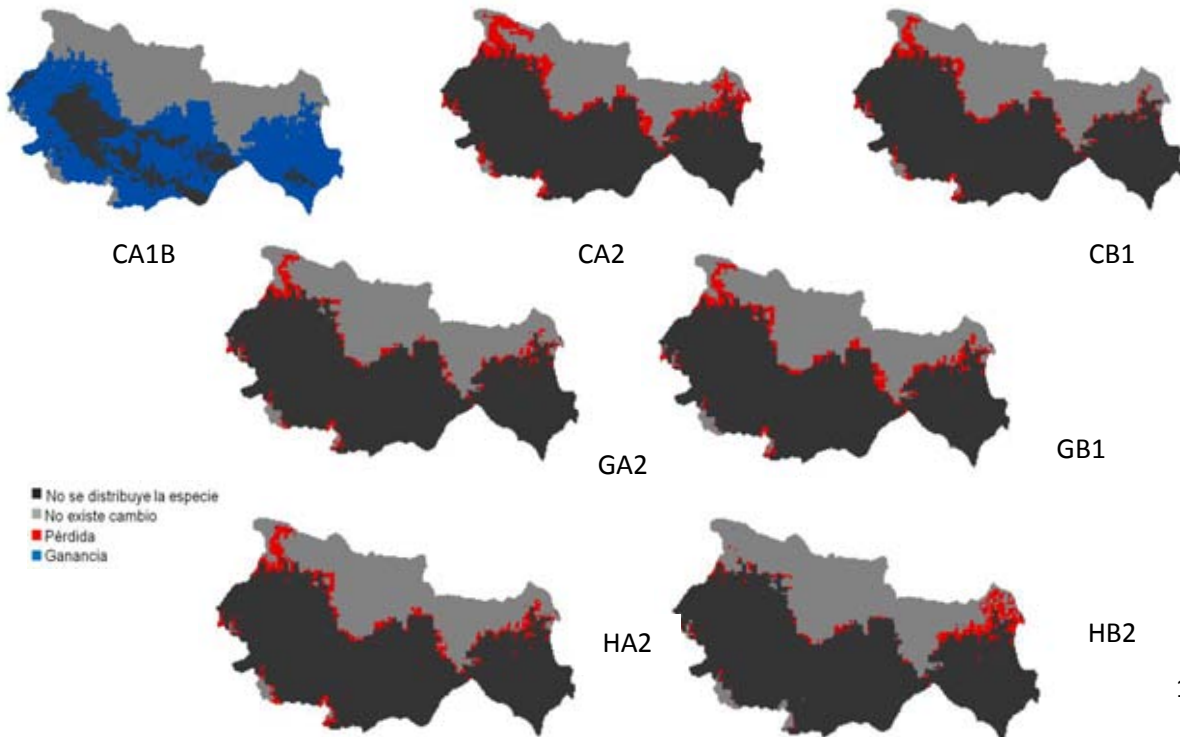 CA1B
CA2
CB1
GA2
GB1
No se distribuye la especie
No existe cambio
Pérdida
Ganancia
HA2
HB2